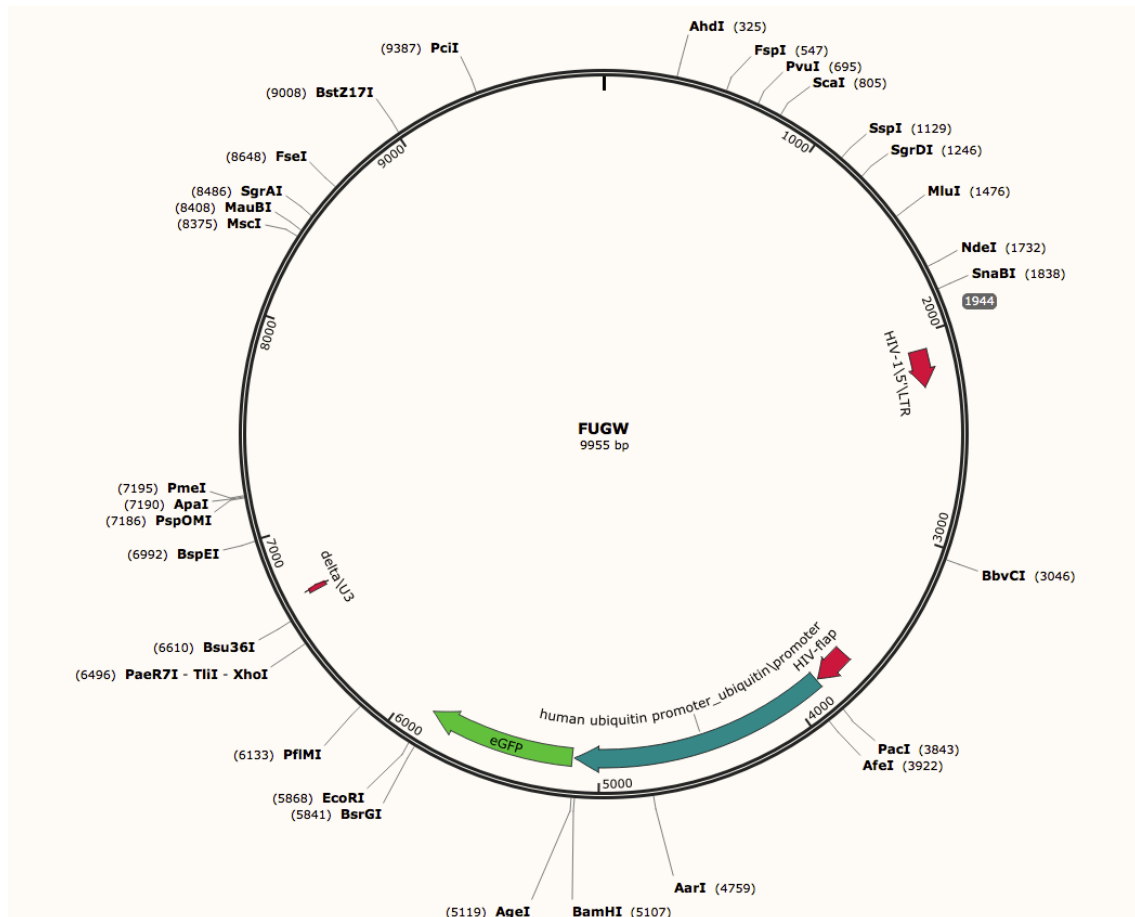 AhdI (325)
FspI (547)
PvuI (695)
ScaI (805)
SspI (1129)
SgrDI (1246)
MluI (1476)
NdeI (1732)
SnaBI (1838)
1944
BbvCI (3046)
PacI (3843)
AfeI (3922)
AarI (4759)
BamHI (5107)
(5119) AgeI
(5841) BsrGI
(5868) EcoRI
(6133) PflMI
(6496) PaeR7I - TliI - XhoI
(6610) Bsu36I
(6992) BspEI
(7186) PspOMI
(7190) ApaI
(7195) PmeI
(8375) MscI
(8408) MauBI
(8486) SgrAI
(8648) FseI
(9008) BstZ17I
(9387) PciI
1000
2000
3000
4000
5000
6000
7000
8000
9000
HIV-1\5'\LTR
HIV-flap
human ubiquitin promoter_ubiquitin\promoter
eGFP
delta\U3
FUGW
9955 bp